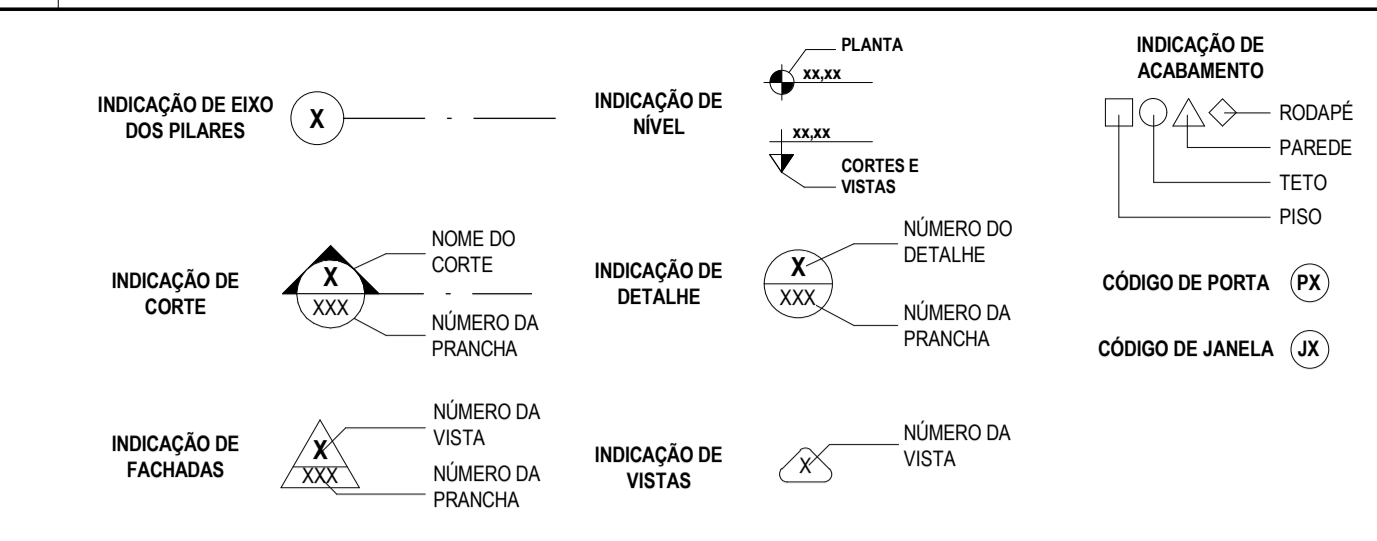 INDICAÇÃO DE EIXO
DOS PILARES
X
INDICAÇÃO DE
NÍVEL
PLANTA
xx,xx
xx,xx
CORTES E
VISTAS
INDICAÇÃO DE
ACABAMENTO
RODAPÉ
PAREDE
TETO
PISO
INDICAÇÃO DE
CORTE
X
XXX
NOME DO
CORTE
NÚMERO DA
PRANCHA
INDICAÇÃO DE
DETALHE
X
XXX
NÚMERO DO
DETALHE
NÚMERO DA
PRANCHA
CÓDIGO DE PORTA
PX
CÓDIGO DE JANELA
JX
INDICAÇÃO DE
FACHADAS
X
XXX
NÚMERO DA
VISTA
NÚMERO DA
PRANCHA
INDICAÇÃO DE
VISTAS
X
NÚMERO DA
VISTA